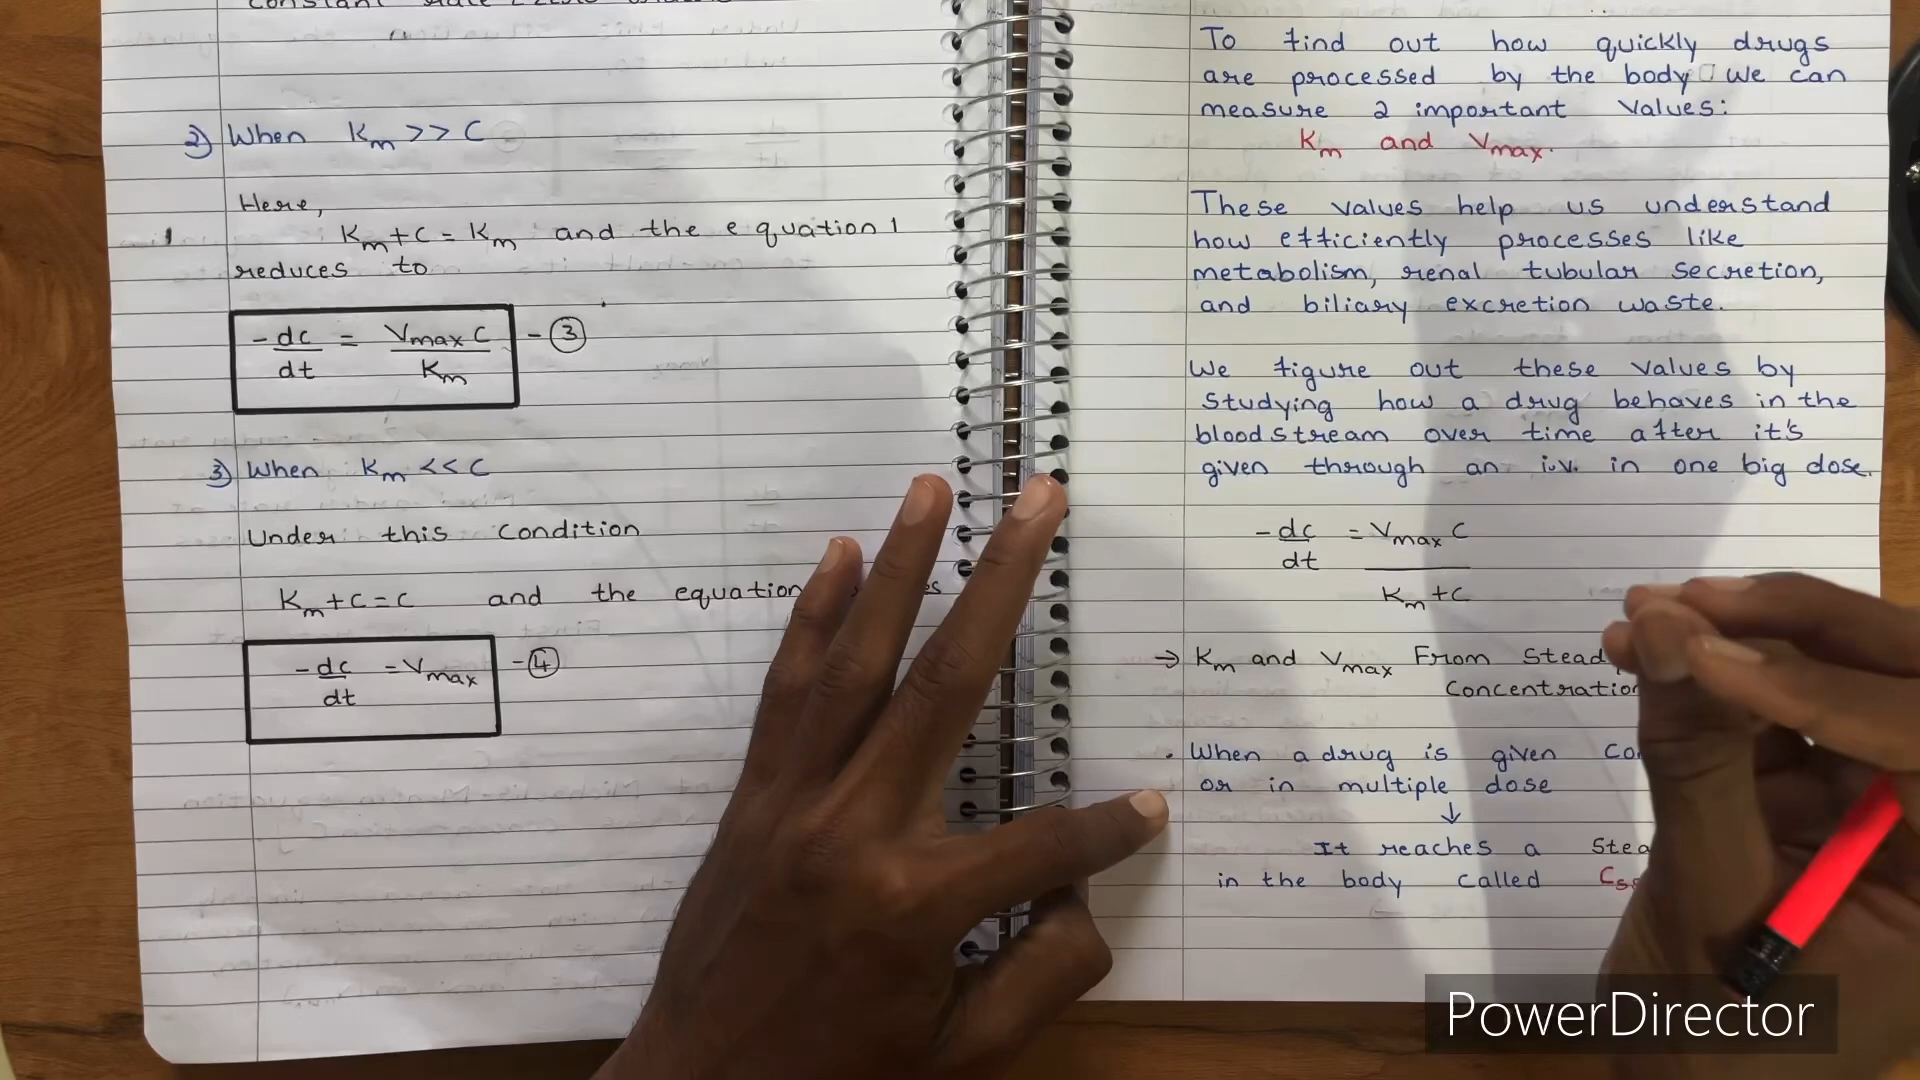 2) When Km >> C
Here,
Km+C = Km and the equation 1
reduces to
-dc/dt = Vmax C/Km - ③
3) When Km << C
Under this Condition
Km+C=C and the equation
-dc/dt = Vmax - ④
To find out how quickly drugs
are processed by the body we can
measure 2 important values:
Km and Vmax.
These values help us understand
how efficiently processes like
metabolism, renal tubular secretion,
and biliary excretion waste.
We figure out these values by
studying how a drug behaves in the
bloodstream over time after it's
given through an i.v. in one big dose.
-dc/dt = Vmax C/Km+C
→ Km and Vmax From
Concentration
. When a drug is given
or in multiple dose
↓
It reaches a
in the body called
PowerDirector